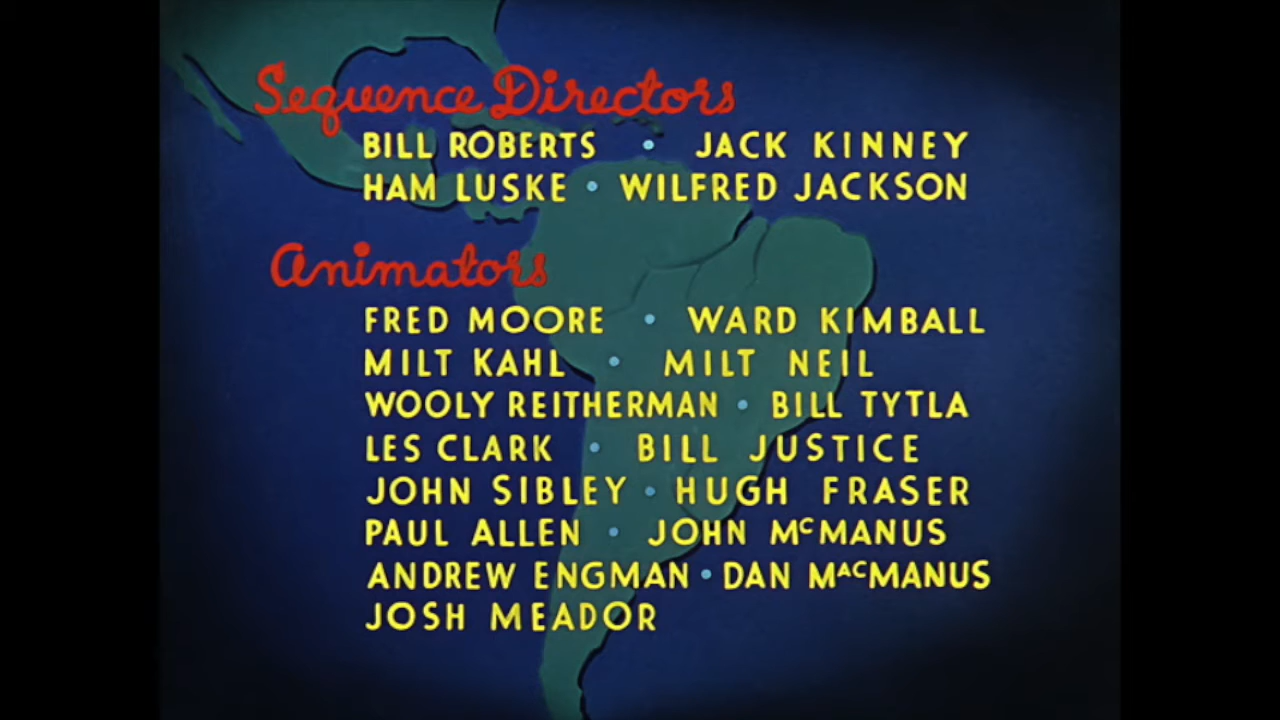 Sequence Directors
BILL ROBERTS • JACK KINNEY
HAM LUSKE • WILFRED JACKSON
Animators
FRED MOORE • WARD KIMBALL
MILT KAHL • MILT NEIL
WOOLY REITHERMAN • BILL TYTLA
LES CLARK • BILL JUSTICE
JOHN SIBLEY • HUGH FRASER
PAUL ALLEN • JOHN McMANUS
ANDREW ENGMAN • DAN MACMANUS
JOSH MEADOR